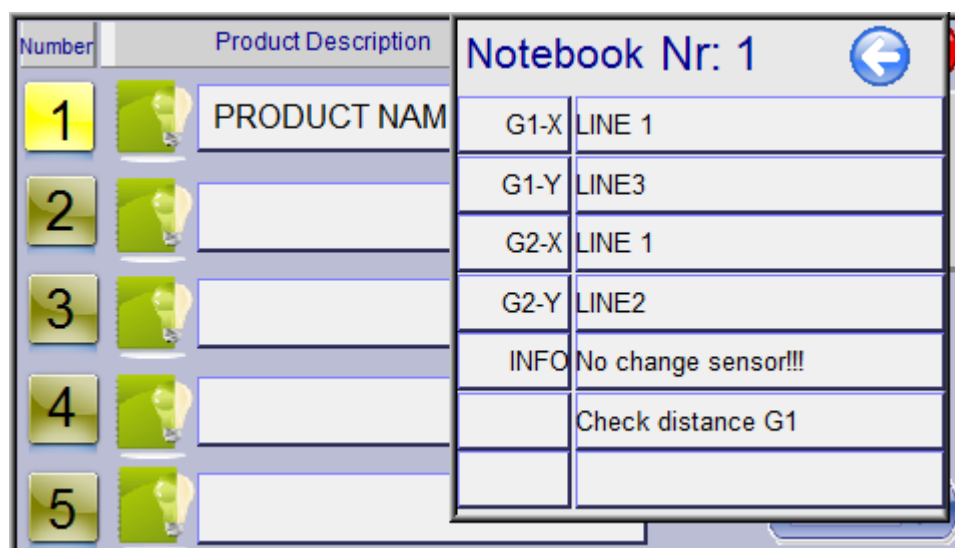 Number Product Description
1 PRODUCT NAM
2
3
4
5
Notebook Nr: 1
G1-X LINE 1
G1-Y LINE3
G2-X LINE 1
G2-Y LINE2
INFO No change sensor!!!
Check distance G1